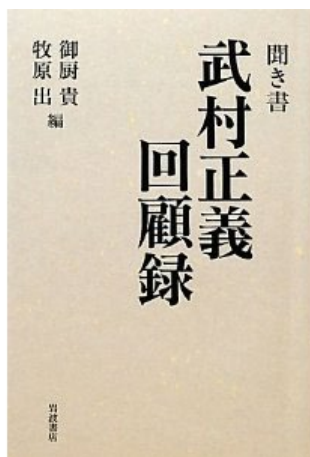 聞き書
武村正義
回顧録
御厨 貴
牧原 出 編
岩波書店